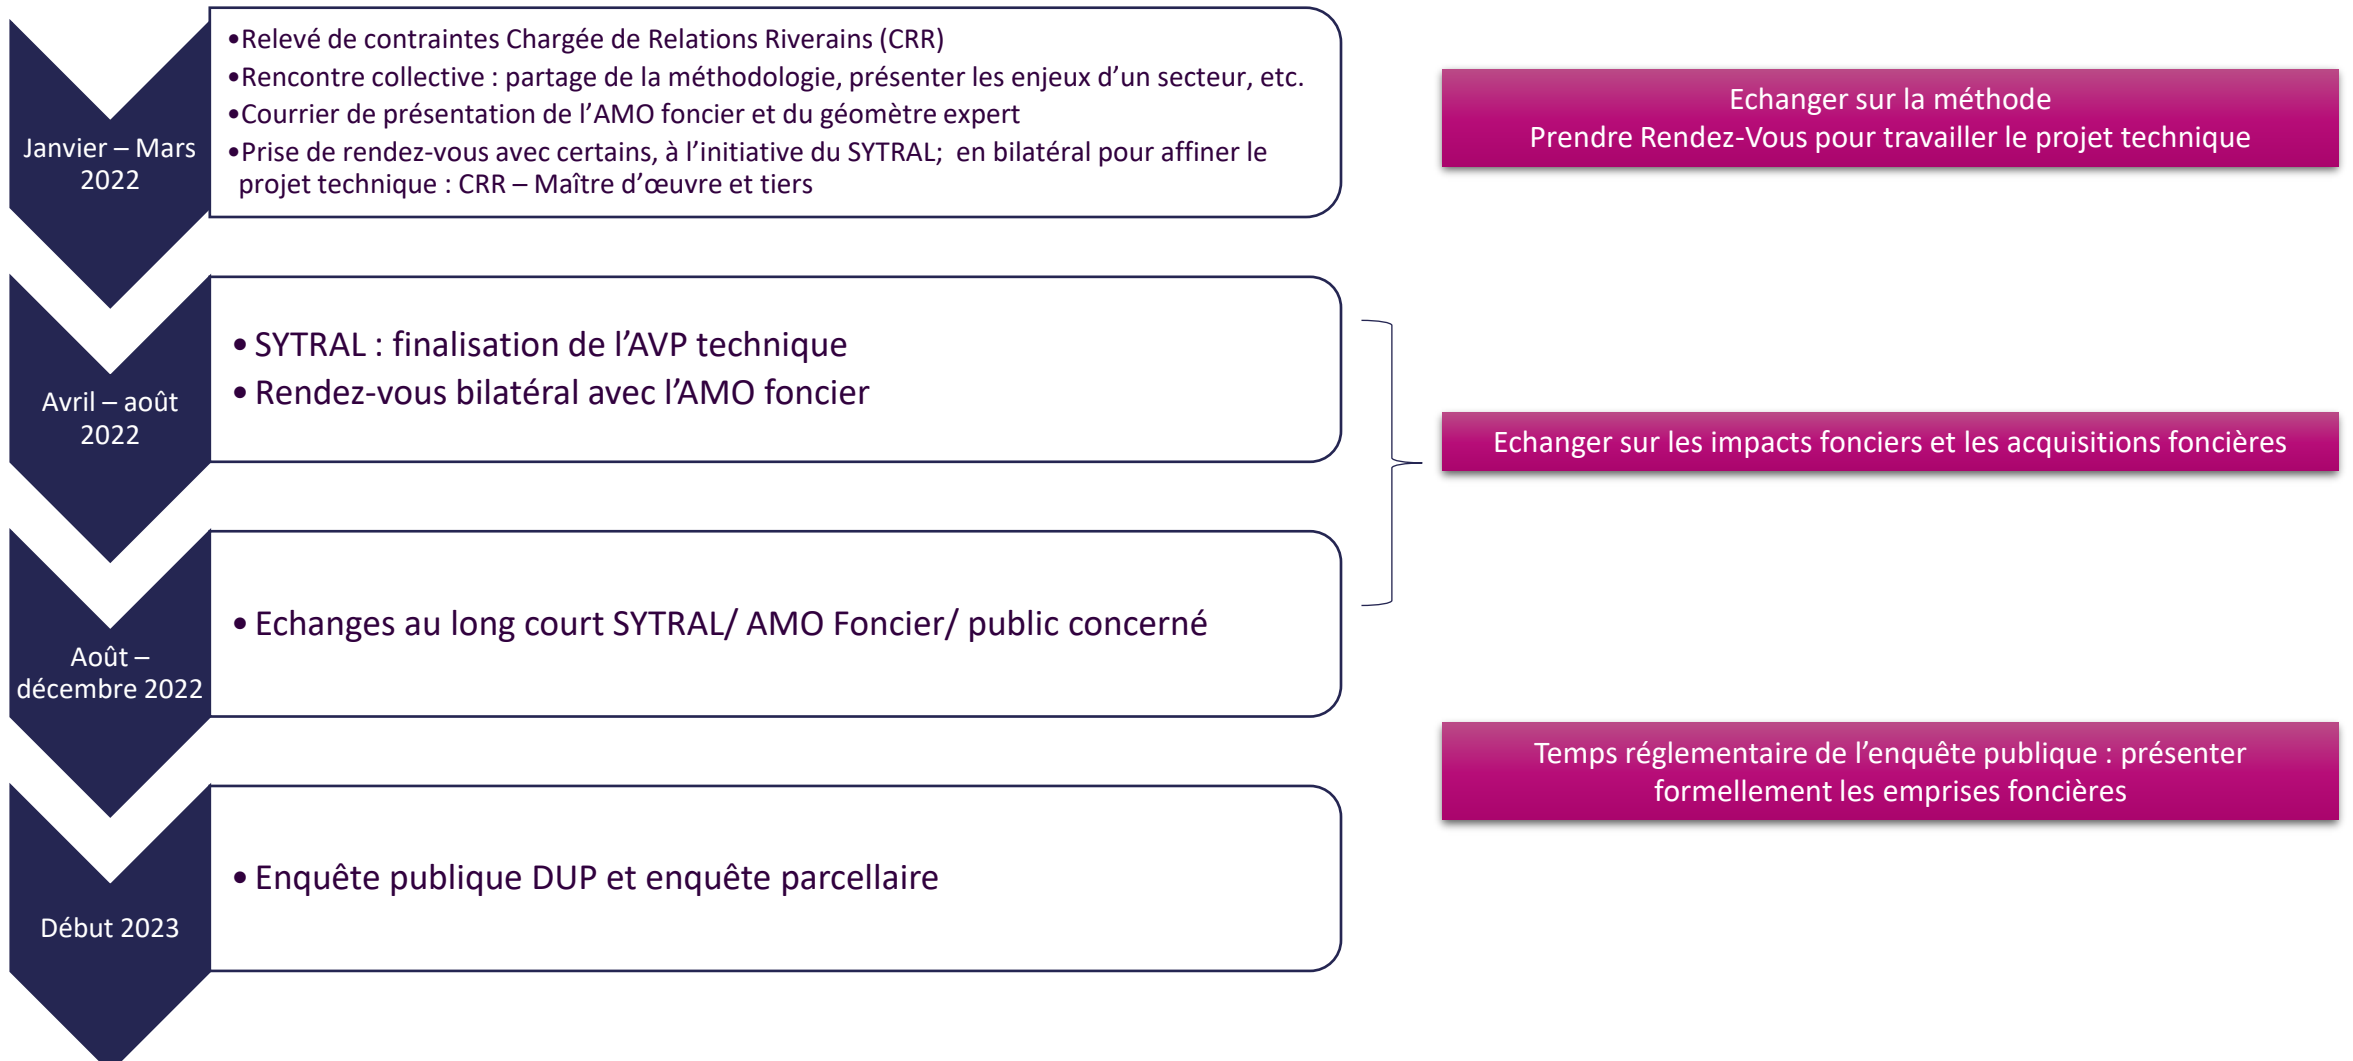 Janvier – Mars
2022
•Relevé de contraintes Chargée de Relations Riverains (CRR)
•Rencontre collective : partage de la méthodologie, présenter les enjeux d’un secteur, etc.
•Courrier de présentation de l’AMO foncier et du géomètre expert
•Prise de rendez-vous avec certains, à l’initiative du SYTRAL; en bilatéral pour affiner le
projet technique : CRR – Maître d’œuvre et tiers
Echanger sur la méthode
Prendre Rendez-Vous pour travailler le projet technique
Avril – août
2022
•SYTRAL : finalisation de l’AVP technique
•Rendez-vous bilatéral avec l’AMO foncier
Echanger sur les impacts fonciers et les acquisitions foncières
Août –
décembre 2022
•Echanges au long court SYTRAL/ AMO Foncier/ public concerné
Temps réglementaire de l’enquête publique : présenter
formellement les emprises foncières
Début 2023
•Enquête publique DUP et enquête parcellaire